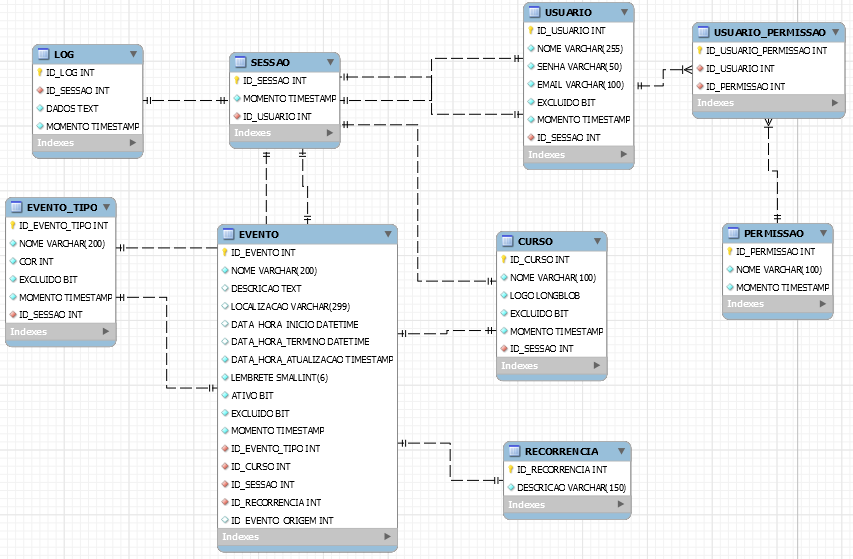 LOG
ID_LOG INT
ID_SESSAO INT
DADOS TEXT
MOMENTO TIMESTAMP
Indexes
SESSAO
ID_SESSAO INT
MOMENTO TIMESTAMP
ID_USUARIO INT
Indexes
USUARIO
ID_USUARIO INT
NOME VARCHAR(255)
SENHA VARCHAR(50)
EMAIL VARCHAR(100)
EXCLUIDO BIT
MOMENTO TIMESTAMP
ID_SESSAO INT
Indexes
USUARIO_PERMISSAO
ID_USUARIO_PERMISSAO INT
ID_USUARIO INT
ID_PERMISSAO INT
Indexes
EVENTO_TIPO
ID_EVENTO_TIPO INT
NOME VARCHAR(200)
COR INT
EXCLUIDO BIT
MOMENTO TIMESTAMP
ID_SESSAO INT
Indexes
EVENTO
ID_EVENTO INT
NOME VARCHAR(200)
DESCRICAO TEXT
LOCALIZACAO VARCHAR(299)
DATA_HORA_INICIO DATETIME
DATA_HORA_TERMINO DATETIME
DATA_HORA_ATUALIZACAO TIMESTAMP
LEMBRETE SMALLINT(6)
ATIVO BIT
EXCLUIDO BIT
MOMENTO TIMESTAMP
ID_EVENTO_TIPO INT
ID_CURSO INT
ID_SESSAO INT
ID_RECORRENCIA INT
ID_EVENTO_ORIGEM INT
Indexes
CURSO
ID_CURSO INT
NOME VARCHAR(100)
LOGO LONGBLOB
EXCLUIDO BIT
MOMENTO TIMESTAMP
ID_SESSAO INT
Indexes
PERMISSAO
ID_PERMISSAO INT
NOME VARCHAR(100)
MOMENTO TIMESTAMP
Indexes
RECORRENCIA
ID_RECORRENCIA INT
DESCRICAO VARCHAR(150)
Indexes